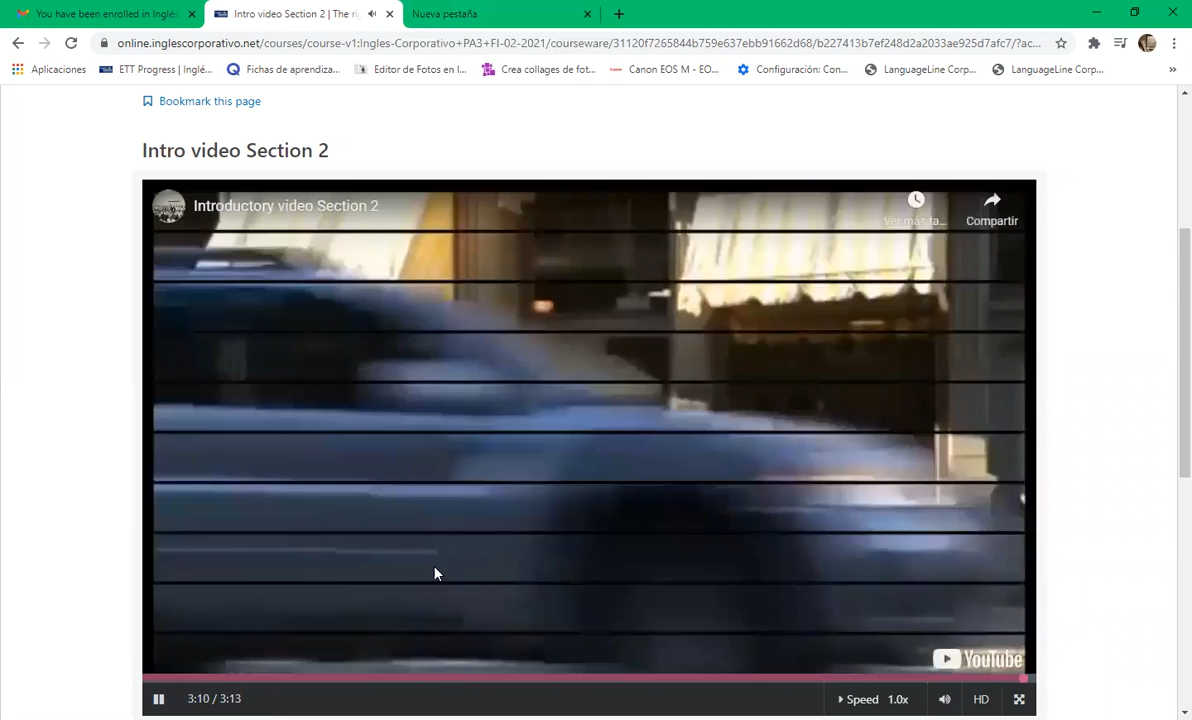 You have been enrolled in Inglés
Intro video Section 2 | The ri
Nueva pestaña
online.inglescorporativo.net/courses/course-v1:Ingles-Corporativo+PA3+FI-02-2021/courseware/31120f7265844b759e637ebb91662d68/b227413b7ef248d2a2033ae925d7afc7/?ac...
Aplicaciones
ETT Progress | Inglé...
Fichas de aprendiza...
Editor de Fotos en l...
Crea collages de fot...
Canon EOS M - EO...
Configuración: Con...
LanguageLine Corp...
LanguageLine Corp...
»
Bookmark this page
Intro video Section 2
Introductory video Section 2
Ver más ta...
Compartir
YouTube
3:10 / 3:13
Speed 1.0x
HD